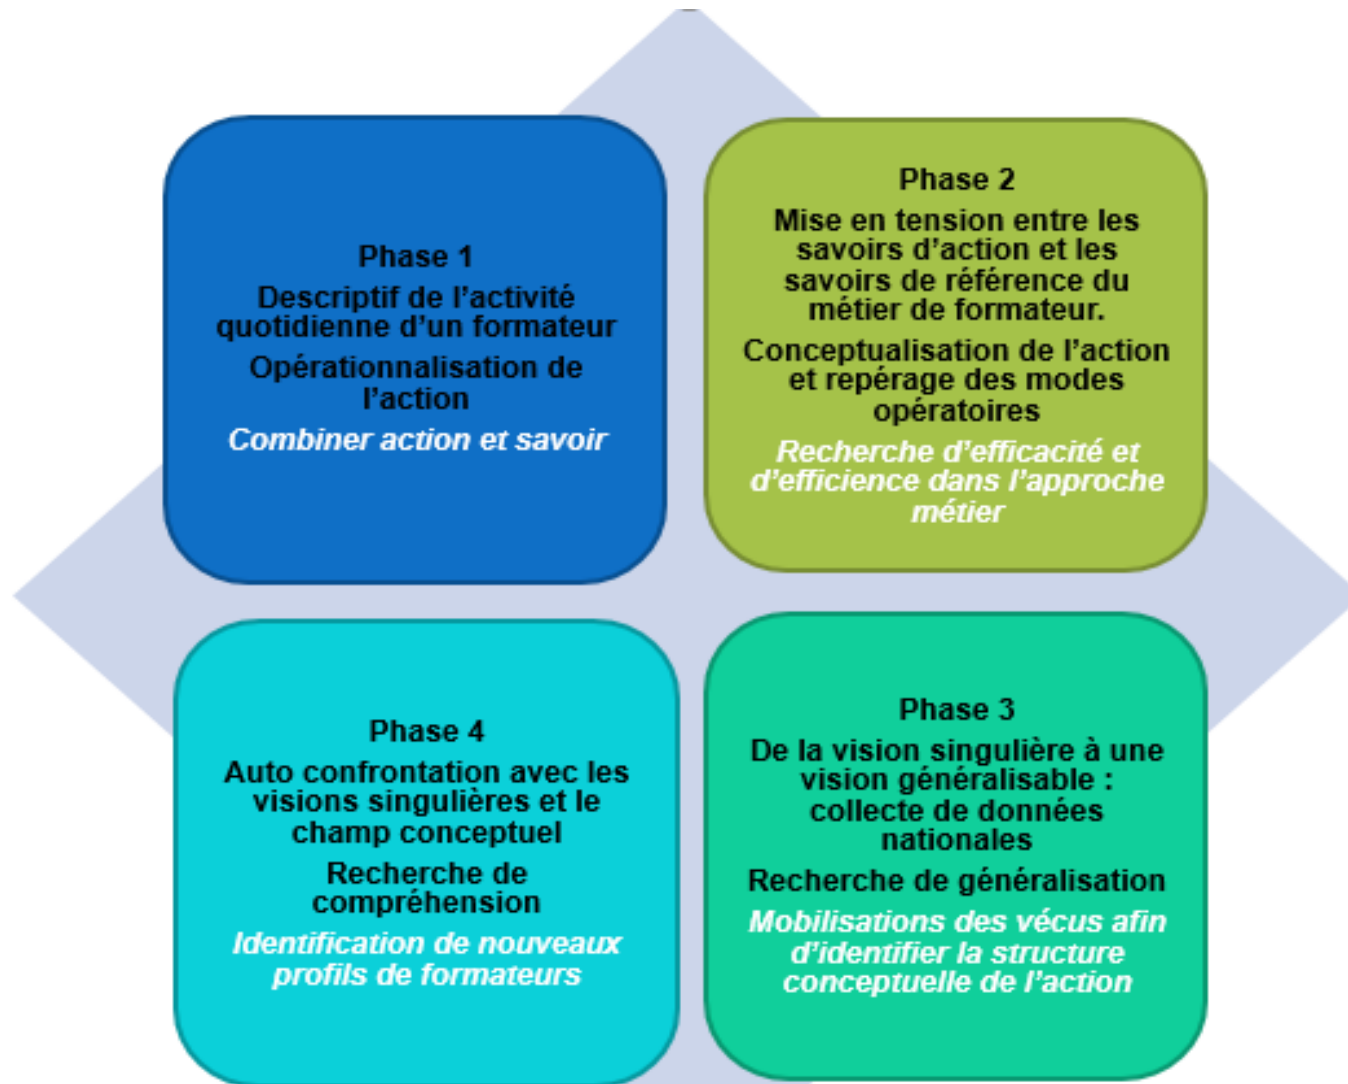 Phase 1
Descriptif de l’activité
quotidienne d’un formateur
Opérationnalisation de
l’action
Combiner action et savoir
Phase 2
Mise en tension entre les
savoirs d’action et les
savoirs de référence du
métier de formateur.
Conceptualisation de l’action
et repérage des modes
opératoires
Recherche d’efficacité et
d’efficience dans l’approche
métier
Phase 3
De la vision singulière à une
vision généralisable :
collecte de données
nationales
Recherche de généralisation
Mobilisations des vécus afin
d’identifier la structure
conceptuelle de l’action
Phase 4
Auto confrontation avec les
visions singulières et le
champ conceptuel
Recherche de
compréhension
Identification de nouveaux
profils de formateurs